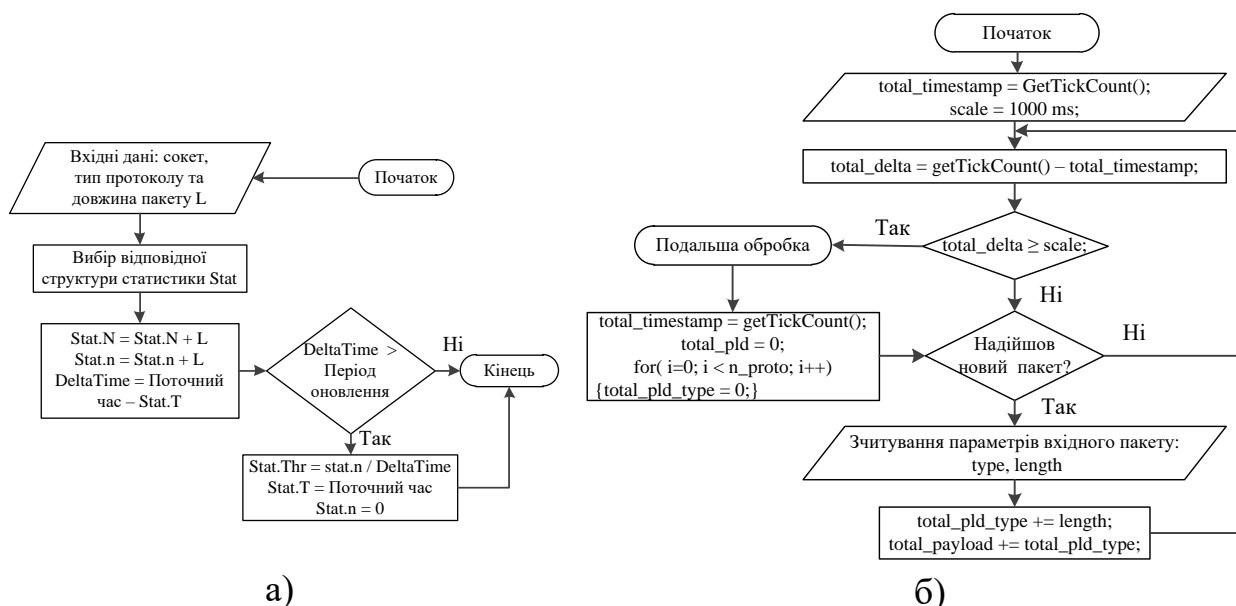 Початок
Вхідні дані: сокет,
тип протоколу та
довжина пакету L
Вибір відповідної
структури статистики Stat
Stat.N = Stat.N + L
Stat.n = Stat.n + L
DeltaTime = Поточний
час – Stat.T
DeltaTime >
Період
оновлення
Ні
Кінець
Так
Stat.Thr = stat.n / DeltaTime
Stat.T = Поточний час
Stat.n = 0
а)
Початок
total_timestamp = GetTickCount();
scale = 1000 ms;
total_delta = getTickCount() – total_timestamp;
total_delta ≥ scale;
Так
Подальша обробка
Ні
total_timestamp = getTickCount();
total_pld = 0;
for( i=0; i < n_proto; i++)
{total_pld_type = 0;}
Надійшов
новий пакет?
Ні
Так
Зчитування параметрів вхідного пакету:
type, length
total_pld_type += length;
total_payload += total_pld_type;
б)